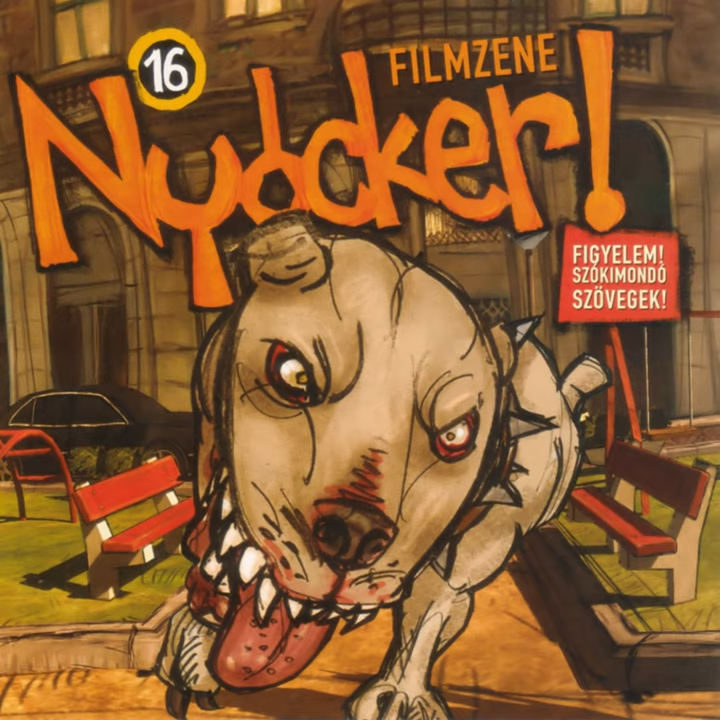 16
FILMZENE
Nyócker!
FIGYELEM!
SZÓKIMONDÓ
SZÖVEGEK!